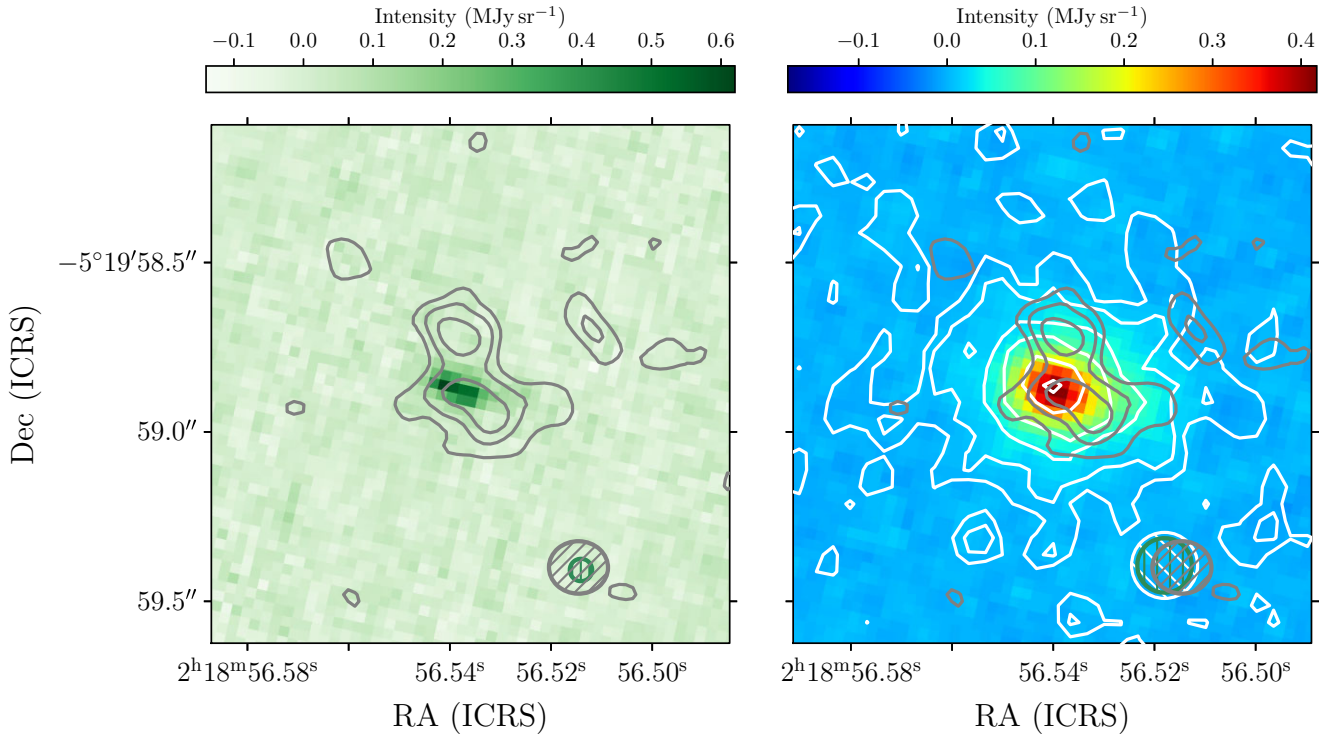 Intensity (MJy sr⁻¹)
−0.1 0.0 0.1 0.2 0.3 0.4 0.5 0.6
Intensity (MJy sr⁻¹)
−0.1 0.0 0.1 0.2 0.3 0.4
Dec (ICRS)
−5°19′58.5″
59.0″
59.5″
2ʰ18ᵐ56.58ˢ 56.54ˢ 56.52ˢ 56.50ˢ
RA (ICRS)
2ʰ18ᵐ56.58ˢ 56.54ˢ 56.52ˢ 56.50ˢ
RA (ICRS)